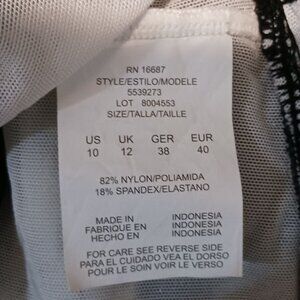 RN 16687
STYLE/ESTILO/MODELE
5539273
LOT 8004553
SIZE/TALLA/TAILLE
US UK GER EUR
10 12 38 40
82% NYLON/POLIAMIDA
18% SPANDEX/ELASTANO
MADE IN INDONESIA
FABRIQUE EN INDONESIA
HECHO EN INDONESIA
FOR CARE SEE REVERSE SIDE
PARA EL CUIDADO VEA EL DORSO
POUR LE SOIN VOIR LE VERSO